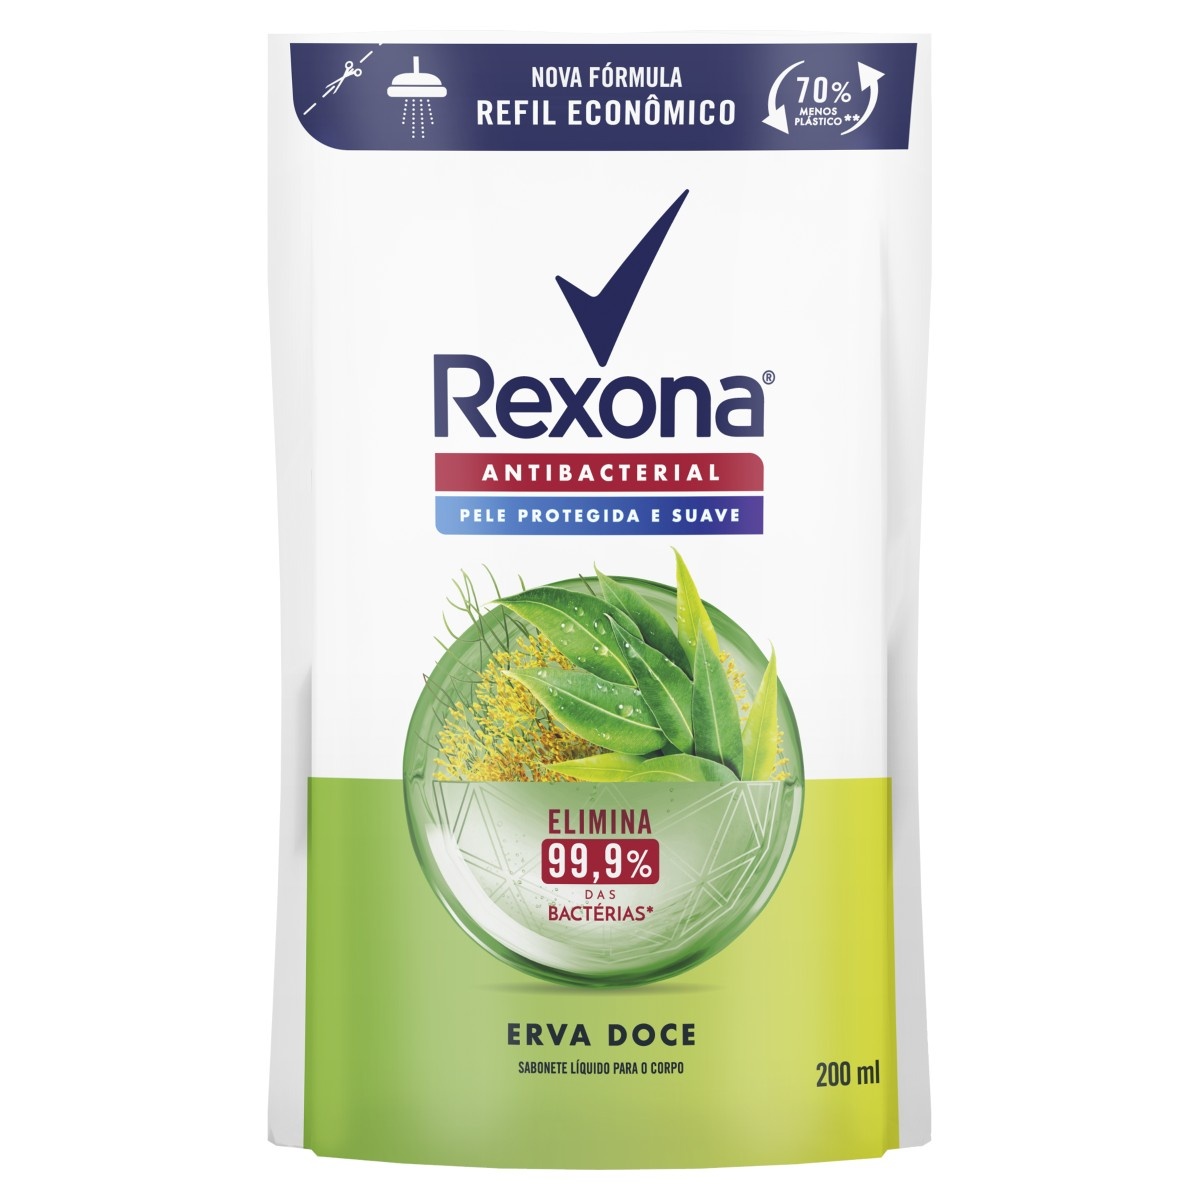 NOVA FÓRMULA
REFIL ECONÔMICO
70%
MENOS
PLÁSTICO**
Rexona®
ANTIBACTERIAL
PELE PROTEGIDA E SUAVE
ELIMINA
99,9%
DAS
BACTÉRIAS*
ERVA DOCE
SABONETE LÍQUIDO PARA O CORPO
200 ml